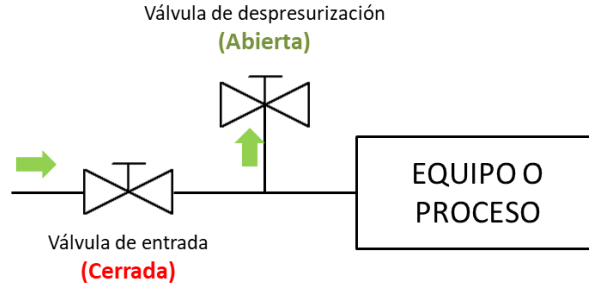 Válvula de despresurización
(Abierta)
EQUIPO O
PROCESO
Válvula de entrada
(Cerrada)